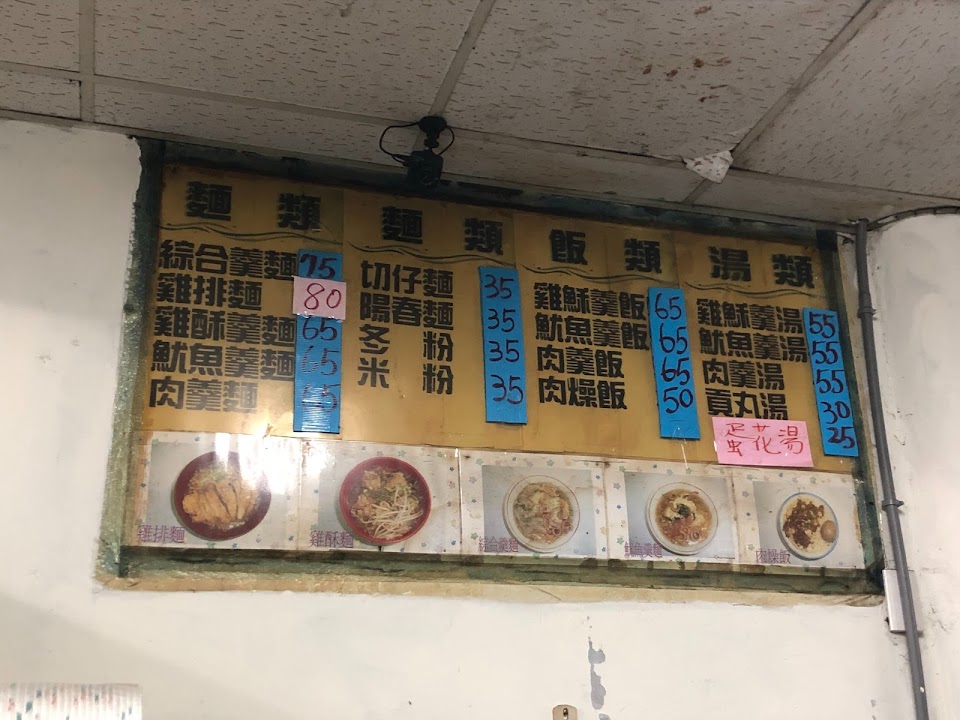 麵類
綜合羹麵 75
雞排麵 80
雞酥羹麵 65
魷魚羹麵 65
肉羹麵
麵類
切仔麵 35
陽春麵 35
冬粉 35
米粉 35
飯類
雞酥羹飯 65
魷魚羹飯 65
肉羹飯 65
肉燥飯 50
湯類
雞酥羹湯 55
魷魚羹湯 55
肉羹湯 55
貢丸湯 30
蛋花湯 25
雞排麵
雞酥麵
綜合羹麵
肉燥飯